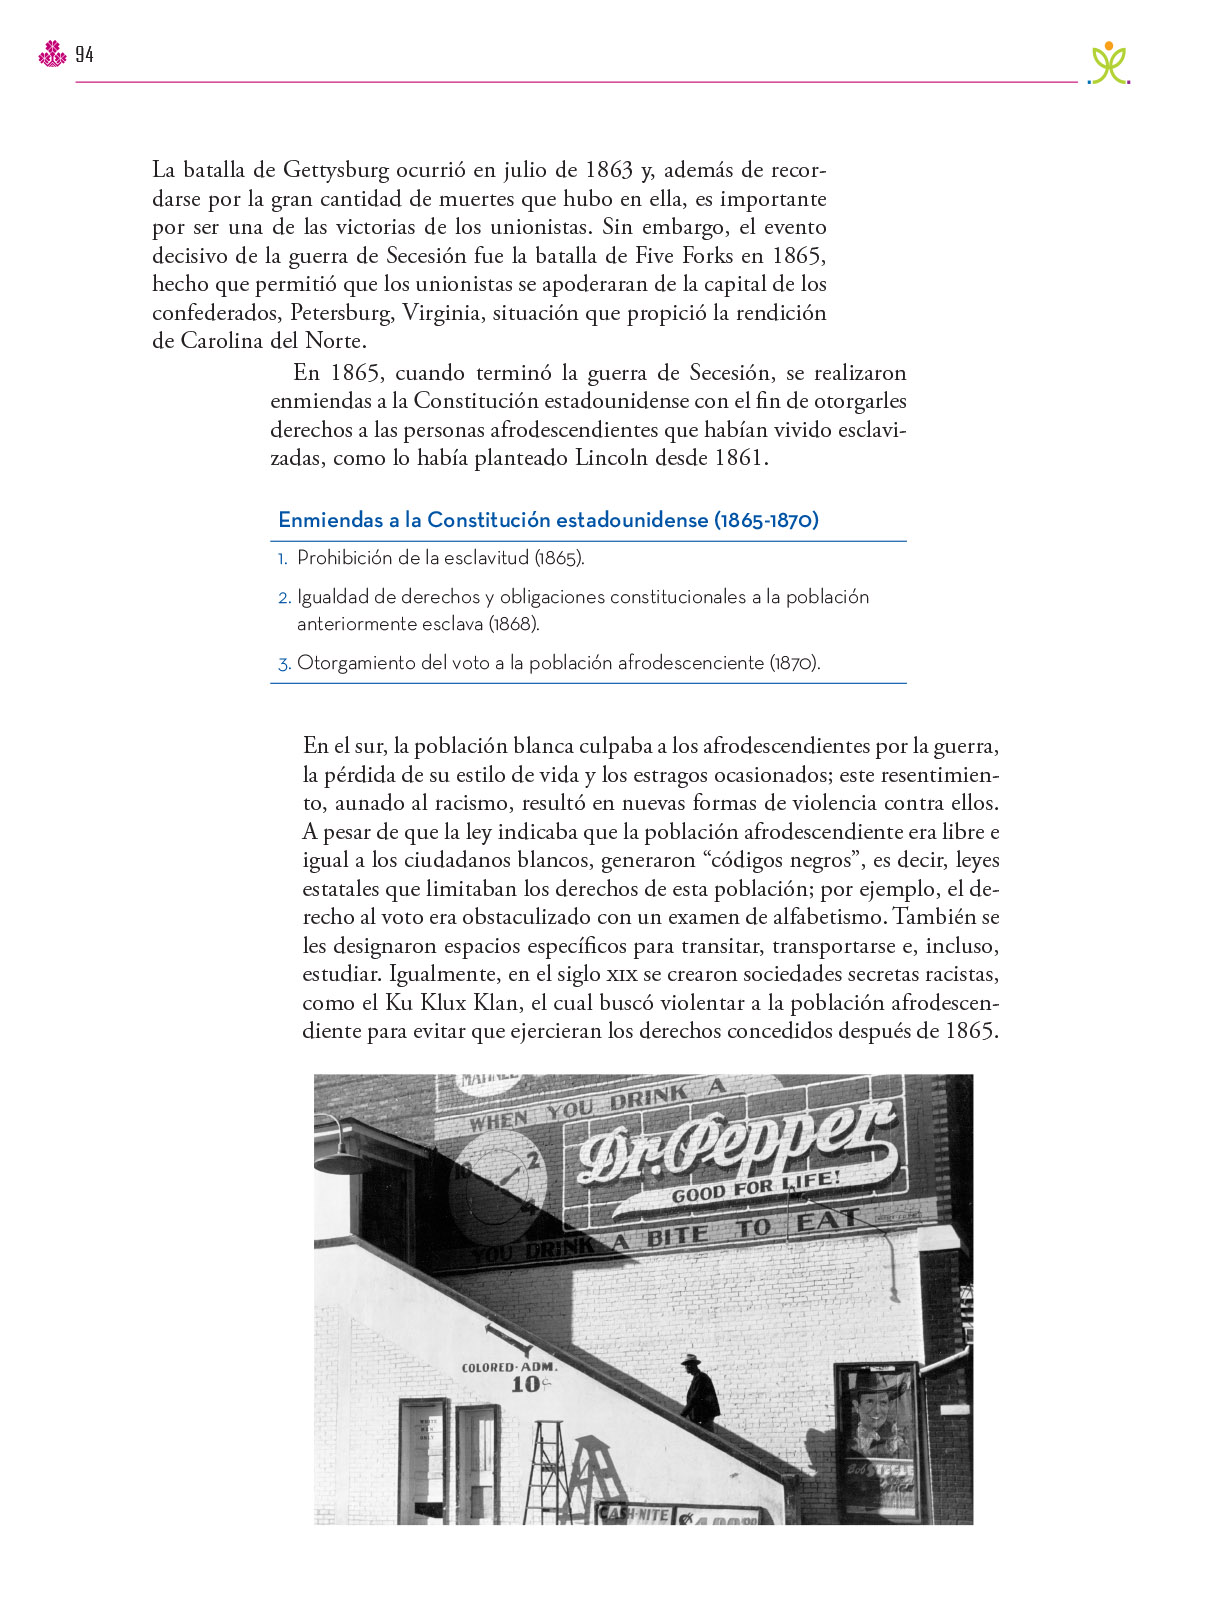 94
La batalla de Gettysburg ocurrió en julio de 1863 y, además de recor-
darse por la gran cantidad de muertes que hubo en ella, es importante
por ser una de las victorias de los unionistas. Sin embargo, el evento
decisivo de la guerra de Secesión fue la batalla de Five Forks en 1865,
hecho que permitió que los unionistas se apoderaran de la capital de los
confederados, Petersburg, Virginia, situación que propició la rendición
de Carolina del Norte.
En 1865, cuando terminó la guerra de Secesión, se realizaron
enmiendas a la Constitución estadounidense con el fin de otorgarles
derechos a las personas afrodescendientes que habían vivido esclavi-
zadas, como lo había planteado Lincoln desde 1861.
Enmiendas a la Constitución estadounidense (1865-1870)
1. Prohibición de la esclavitud (1865).
2. Igualdad de derechos y obligaciones constitucionales a la población
anteriormente esclava (1868).
3. Otorgamiento del voto a la población afrodescenciente (1870).
En el sur, la población blanca culpaba a los afrodescendientes por la guerra,
la pérdida de su estilo de vida y los estragos ocasionados; este resentimien-
to, aunado al racismo, resultó en nuevas formas de violencia contra ellos.
A pesar de que la ley indicaba que la población afrodescendiente era libre e
igual a los ciudadanos blancos, generaron “códigos negros”, es decir, leyes
estatales que limitaban los derechos de esta población; por ejemplo, el de-
recho al voto era obstaculizado con un examen de alfabetismo. También se
les designaron espacios específicos para transitar, transportarse e, incluso,
estudiar. Igualmente, en el siglo XIX se crearon sociedades secretas racistas,
como el Ku Klux Klan, el cual buscó violentar a la población afrodescen-
diente para evitar que ejercieran los derechos concedidos después de 1865.
MATINEE
WHEN YOU DRINK A
Dr. Pepper
GOOD FOR LIFE!
10 2 4
YOU DRINK A BITE TO EAT
COLORED·ADM.
10¢
WHITE
MEN
ONLY
BOB STEELE
CASH-NITE